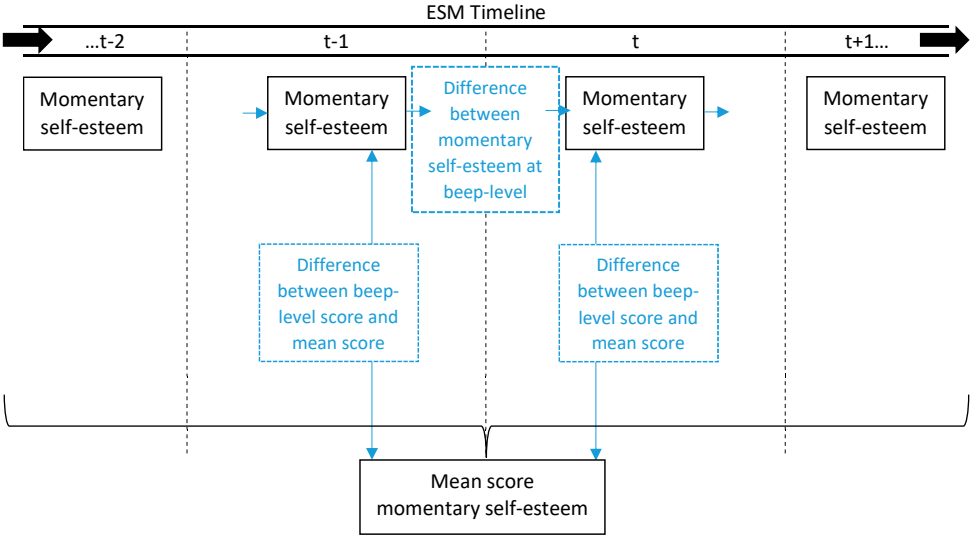 ESM Timeline
...t-2
t-1
t
t+1...
Momentary
self-esteem
Momentary
self-esteem
Difference
between
momentary
self-esteem at
beep-level
Momentary
self-esteem
Momentary
self-esteem
Difference
between beep-
level score and
mean score
Difference
between beep-
level score and
mean score
Mean score
momentary self-esteem